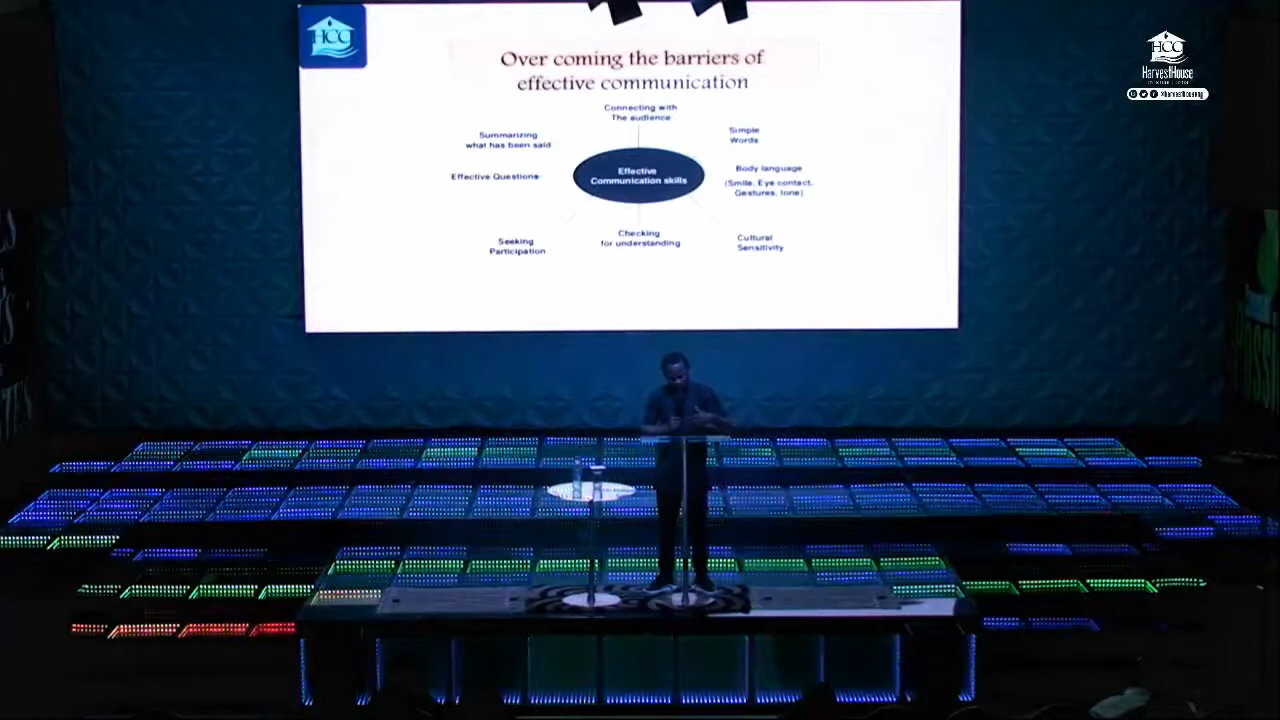 HCC
Over coming the barriers of
effective communication
Connecting with
The audience
Summarizing
what has been said
Simple
Words
Effective Questions
Effective
Communication skills
Body language
(Smile, Eye contact,
Gestures, tone)
Seeking
Participation
Checking
for understanding
Cultural
Sensitivity
HCC
HarvestHouse
@harvesthouseng